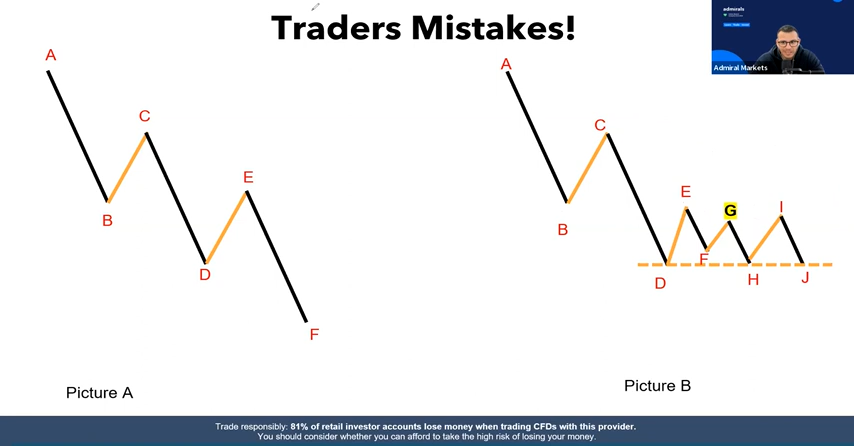 Traders Mistakes!
admirals
Admiral Markets
A
C
B
E
D
F
Picture A
A
C
B
E
G
I
F
D
H
J
Picture B
Trade responsibly: 81% of retail investor accounts lose money when trading CFDs with this provider.
You should consider whether you can afford to take the high risk of losing your money.